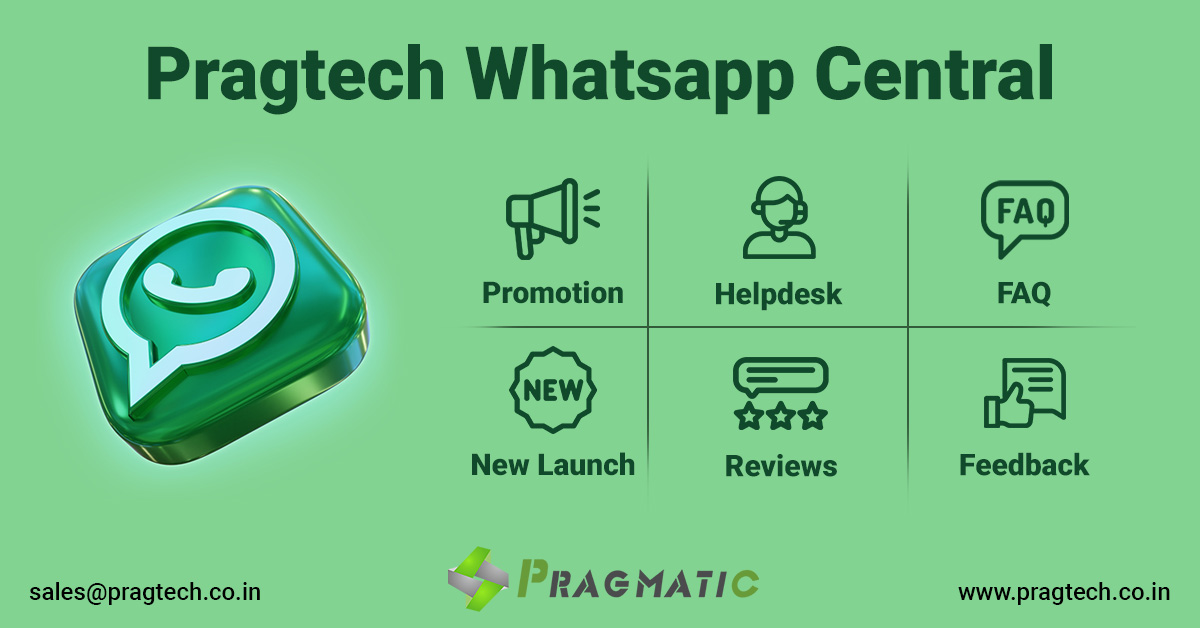 Pragtech Whatsapp Central
FAQ
Promotion
Helpdesk
FAQ
NEW
New Launch
Reviews
Feedback
PRAGMATIC
sales@pragtech.co.in
www.pragtech.co.in